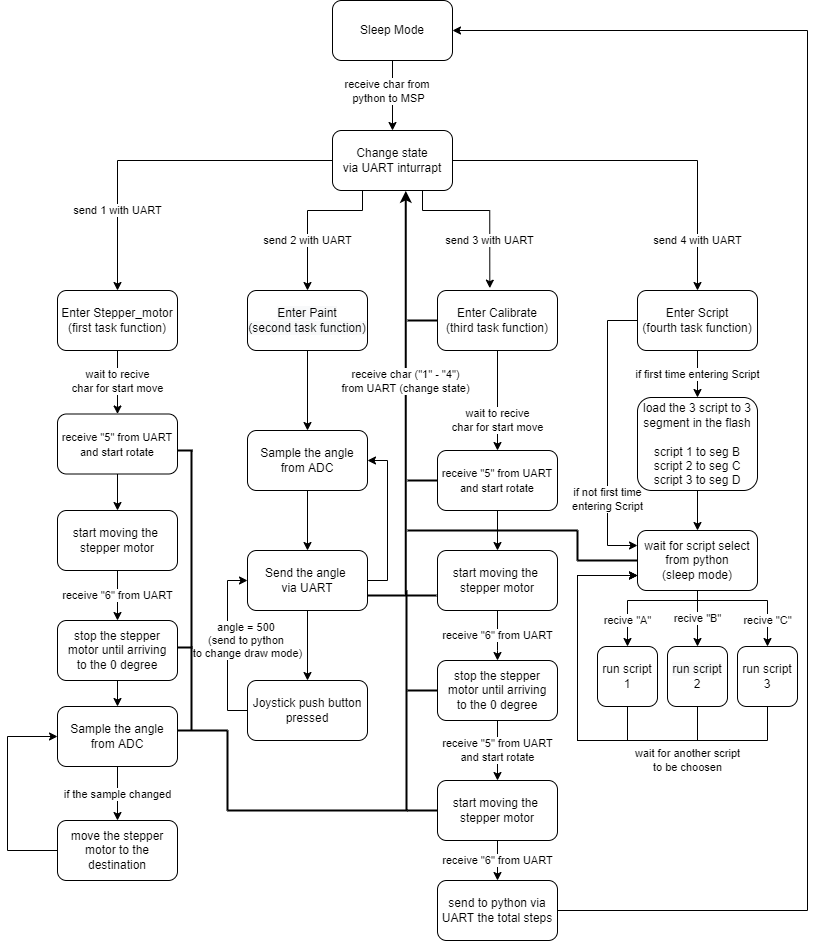 Sleep Mode
receive char from
python to MSP
Change state
via UART inturrapt
send 1 with UART
send 2 with UART
send 3 with UART
send 4 with UART
Enter Stepper_motor
(first task function)
Enter Paint
(second task function)
Enter Calibrate
(third task function)
Enter Script
(fourth task function)
wait to recive
char for start move
receive "5" from UART
and start rotate
start moving the
stepper motor
receive "6" from UART
stop the stepper
motor until arriving
to the 0 degree
Sample the angle
from ADC
if the sample changed
move the stepper
motor to the
destination
Sample the angle
from ADC
Send the angle
via UART
angle = 500
(send to python
to change draw mode)
Joystick push button
pressed
receive char ("1" - "4")
from UART (change state)
wait to recive
char for start move
receive "5" from UART
and start rotate
start moving the
stepper motor
receive "6" from UART
stop the stepper
motor until arriving
to the 0 degree
receive "5" from UART
and start rotate
start moving the
stepper motor
receive "6" from UART
send to python via
UART the total steps
if first time entering Script
load the 3 script to 3
segment in the flash
script 1 to seg B
script 2 to seg C
script 3 to seg D
if not first time
entering Script
wait for script select
from python
(sleep mode)
recive "A"
recive "B"
recive "C"
run script
1
run script
2
run script
3
wait for another script
to be choosen